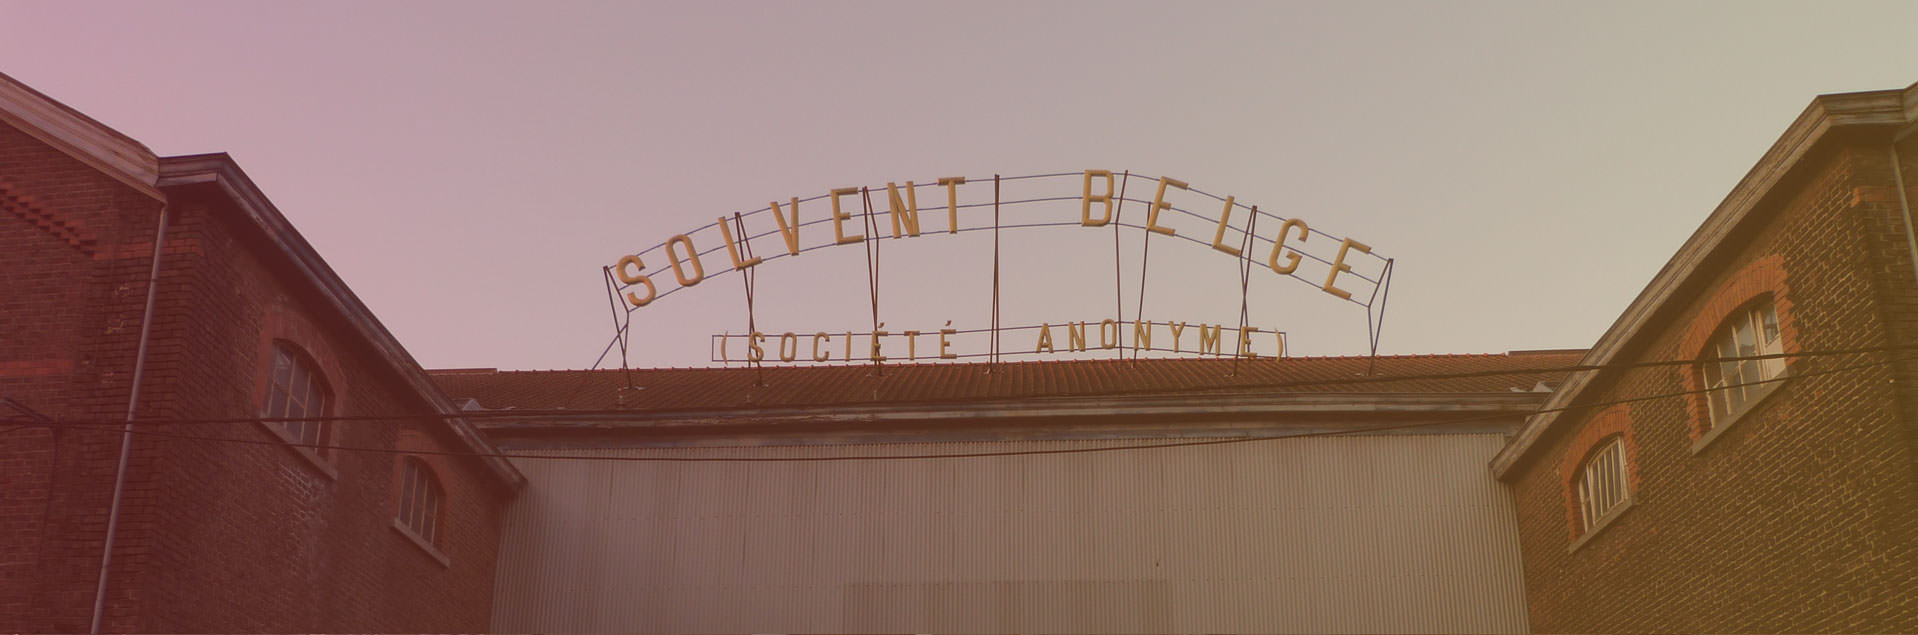 SOLVENT BELGE
(SOCIÉTÉ ANONYME)